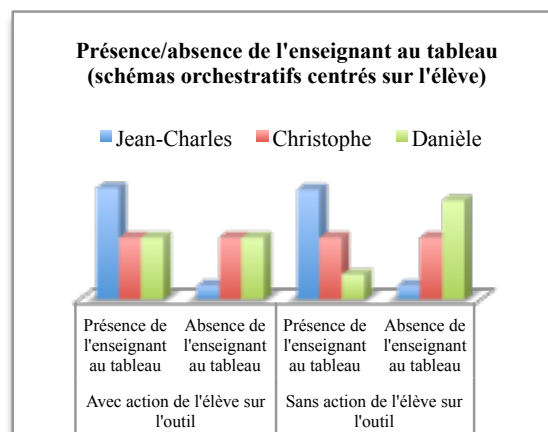 Présence/absence de l'enseignant au tableau
(schémas orchestratifs centrés sur l'élève)
Jean-Charles Christophe Danièle
Présence de l'enseignant au tableau
Absence de l'enseignant au tableau
Présence de l'enseignant au tableau
Absence de l'enseignant au tableau
Avec action de l'élève sur l'outil
Sans action de l'élève sur l'outil